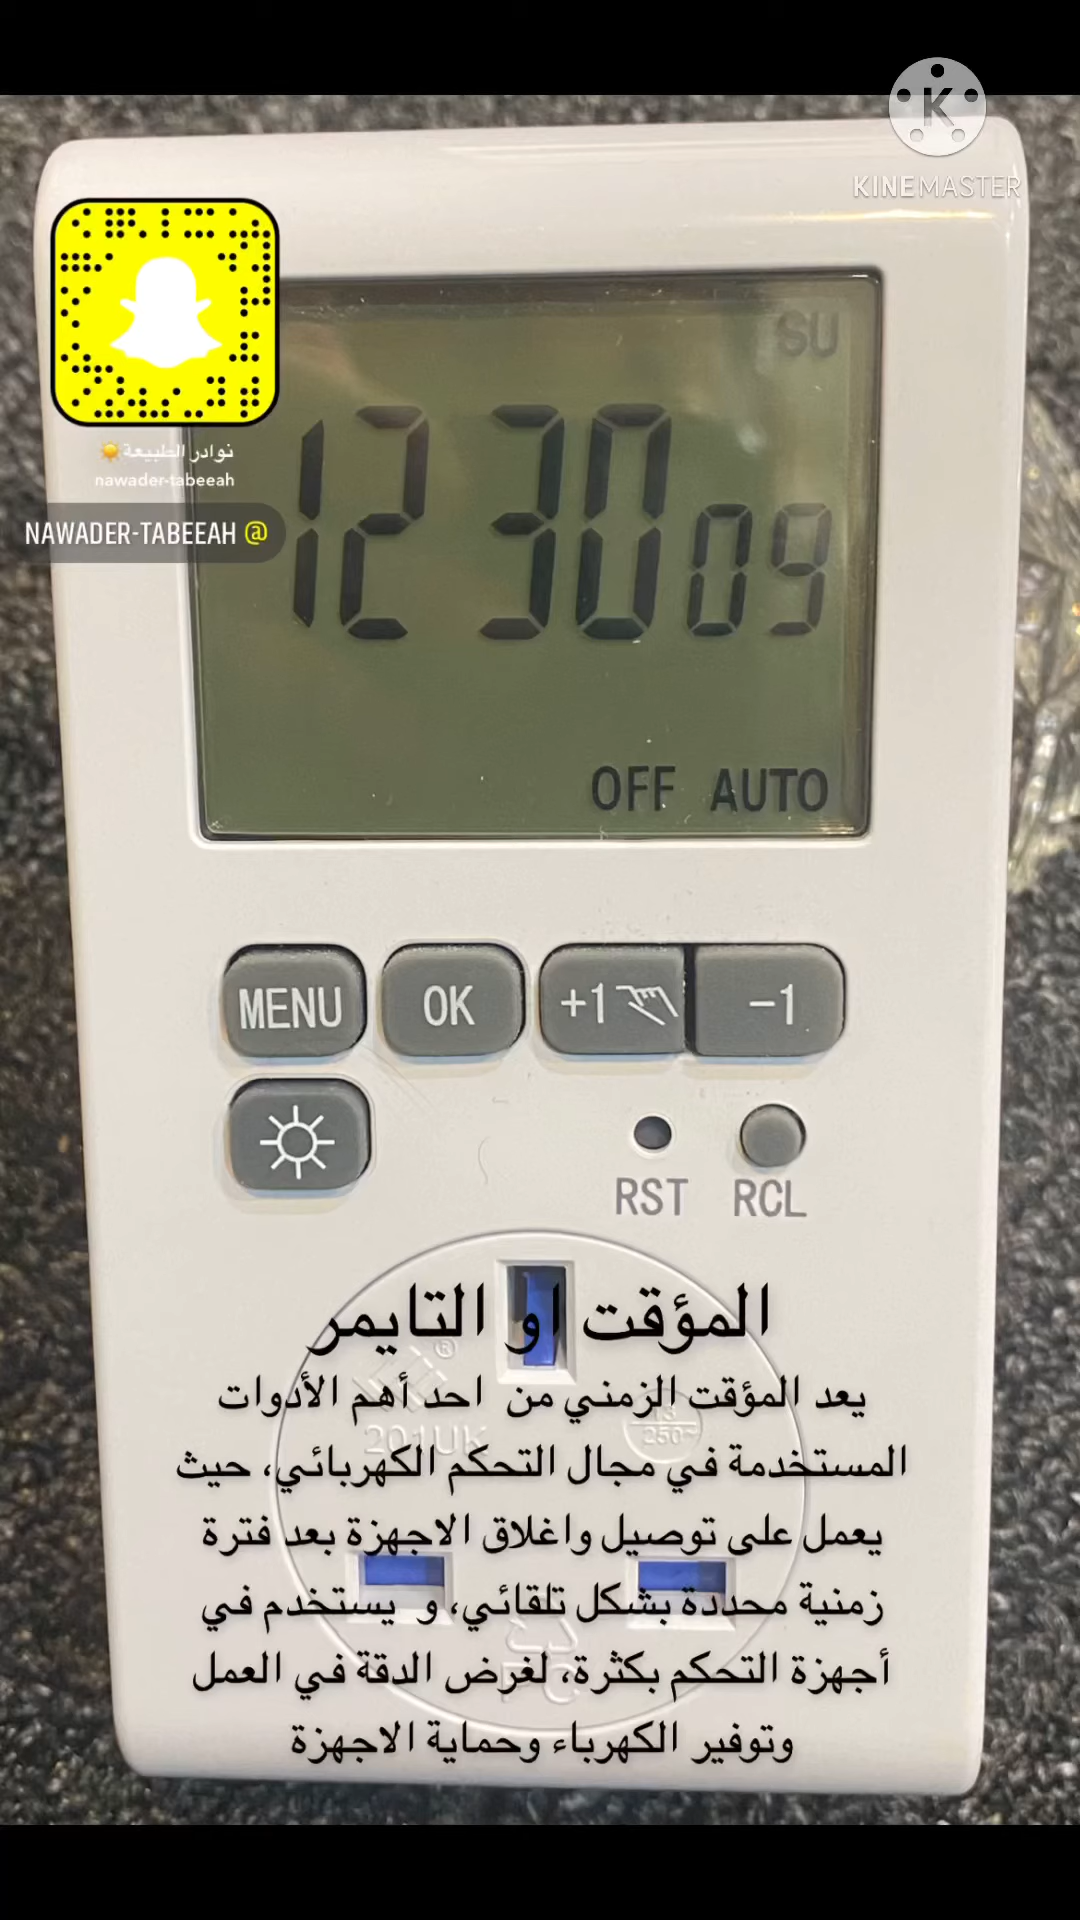 KINEMASTER
نوادر الطبيعة☀️
nawader-tabeeah
NAWADER-TABEEAH @
SU
12 30 09
OFF AUTO
MENU OK +1 -1
RST RCL
المؤقت او التايمر
يعد المؤقت الزمني من احد أهم الأدوات
201UK
250~
المستخدمة في مجال التحكم الكهربائي، حيث
يعمل على توصيل واغلاق الاجهزة بعد فترة
زمنية محددة بشكل تلقائي، و يستخدم في
أجهزة التحكم بكثرة، لغرض الدقة في العمل
وتوفير الكهرباء وحماية الاجهزة